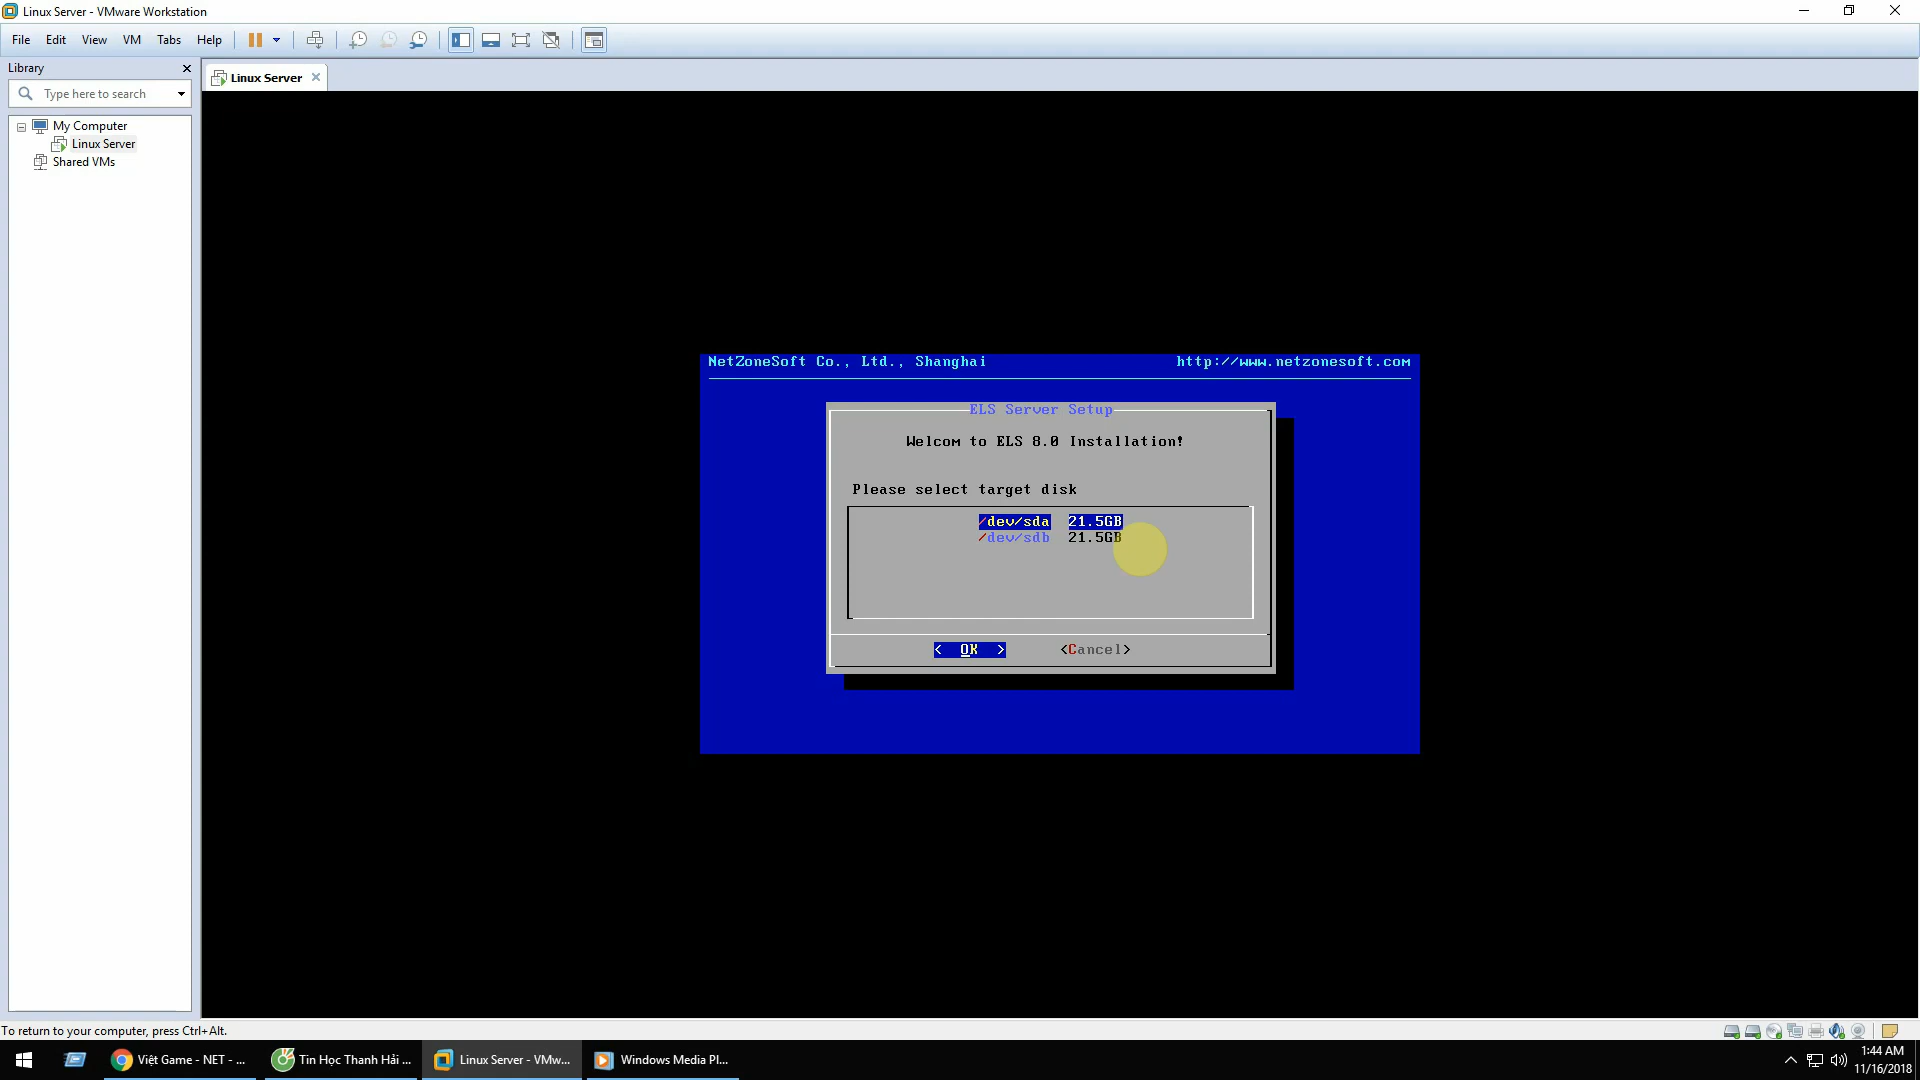 Linux Server - VMware Workstation
File Edit View VM Tabs Help
Library
Linux Server
Type here to search
My Computer
Linux Server
Shared VMs
NetZoneSoft Co., Ltd., Shanghai http://www.netzonesoft.com
ELS Server Setup
Welcom to ELS 8.0 Installation!
Please select target disk
/dev/sda 21.5GB
/dev/sdb 21.5GB
< OK > <Cancel>
To return to your computer, press Ctrl+Alt.
Việt Game - NET - ... Tin Học Thanh Hải ... Linux Server - VMw... Windows Media Pl...
1:44 AM
11/16/2018